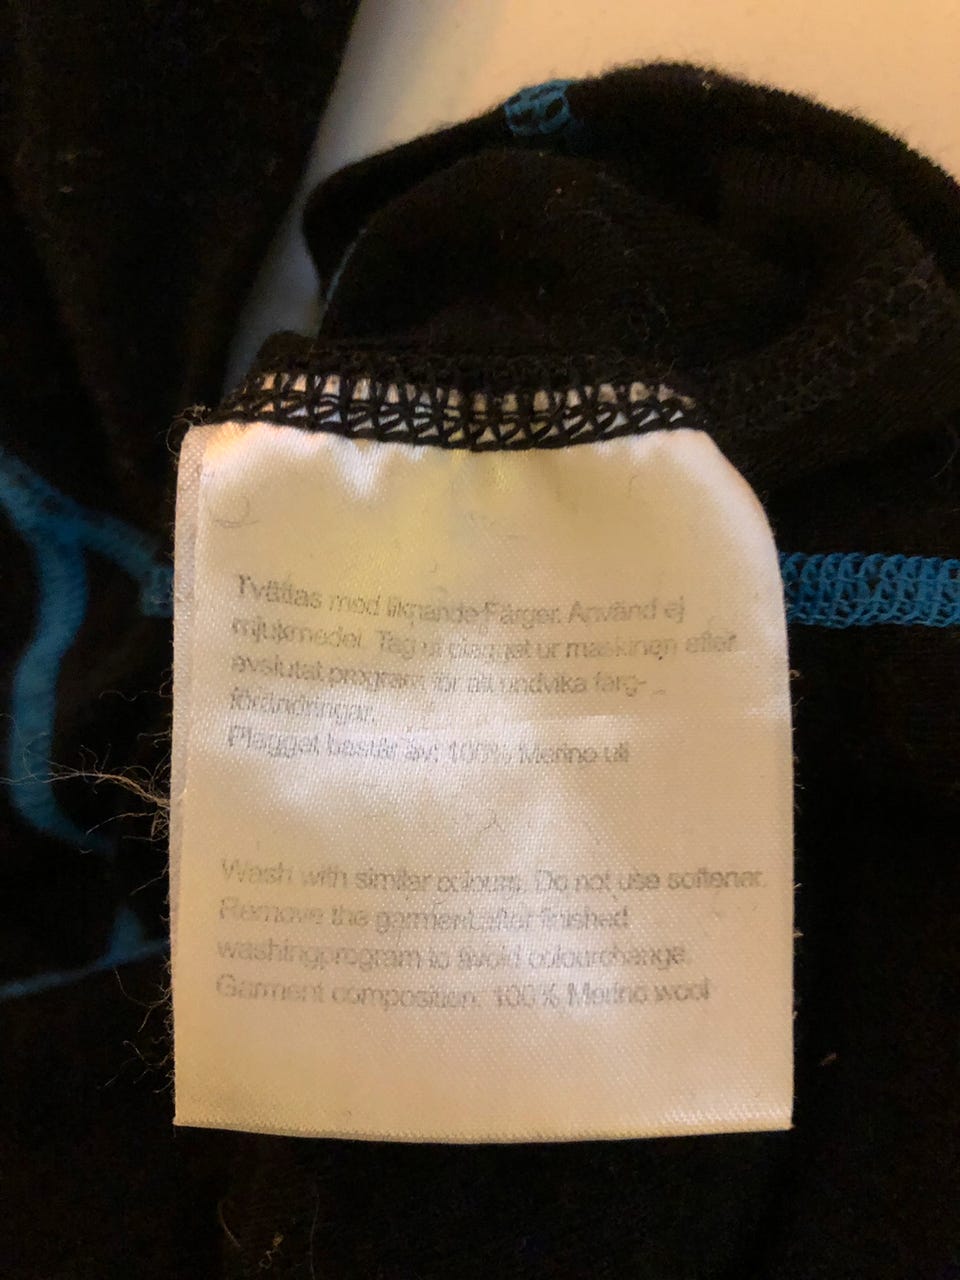 Tvättas med liknande Färger. Använd ej
mjukmedel. Tag ut plagget ur maskinen efter
avslutat program för att undvika färg-
förändringar.
Plagget bestär av: 100% Merino ull
Wash with similar colours. Do not use softener.
Remove the garment after finished
washingprogram to avoid colourchange.
Garment composition: 100% Merino wool